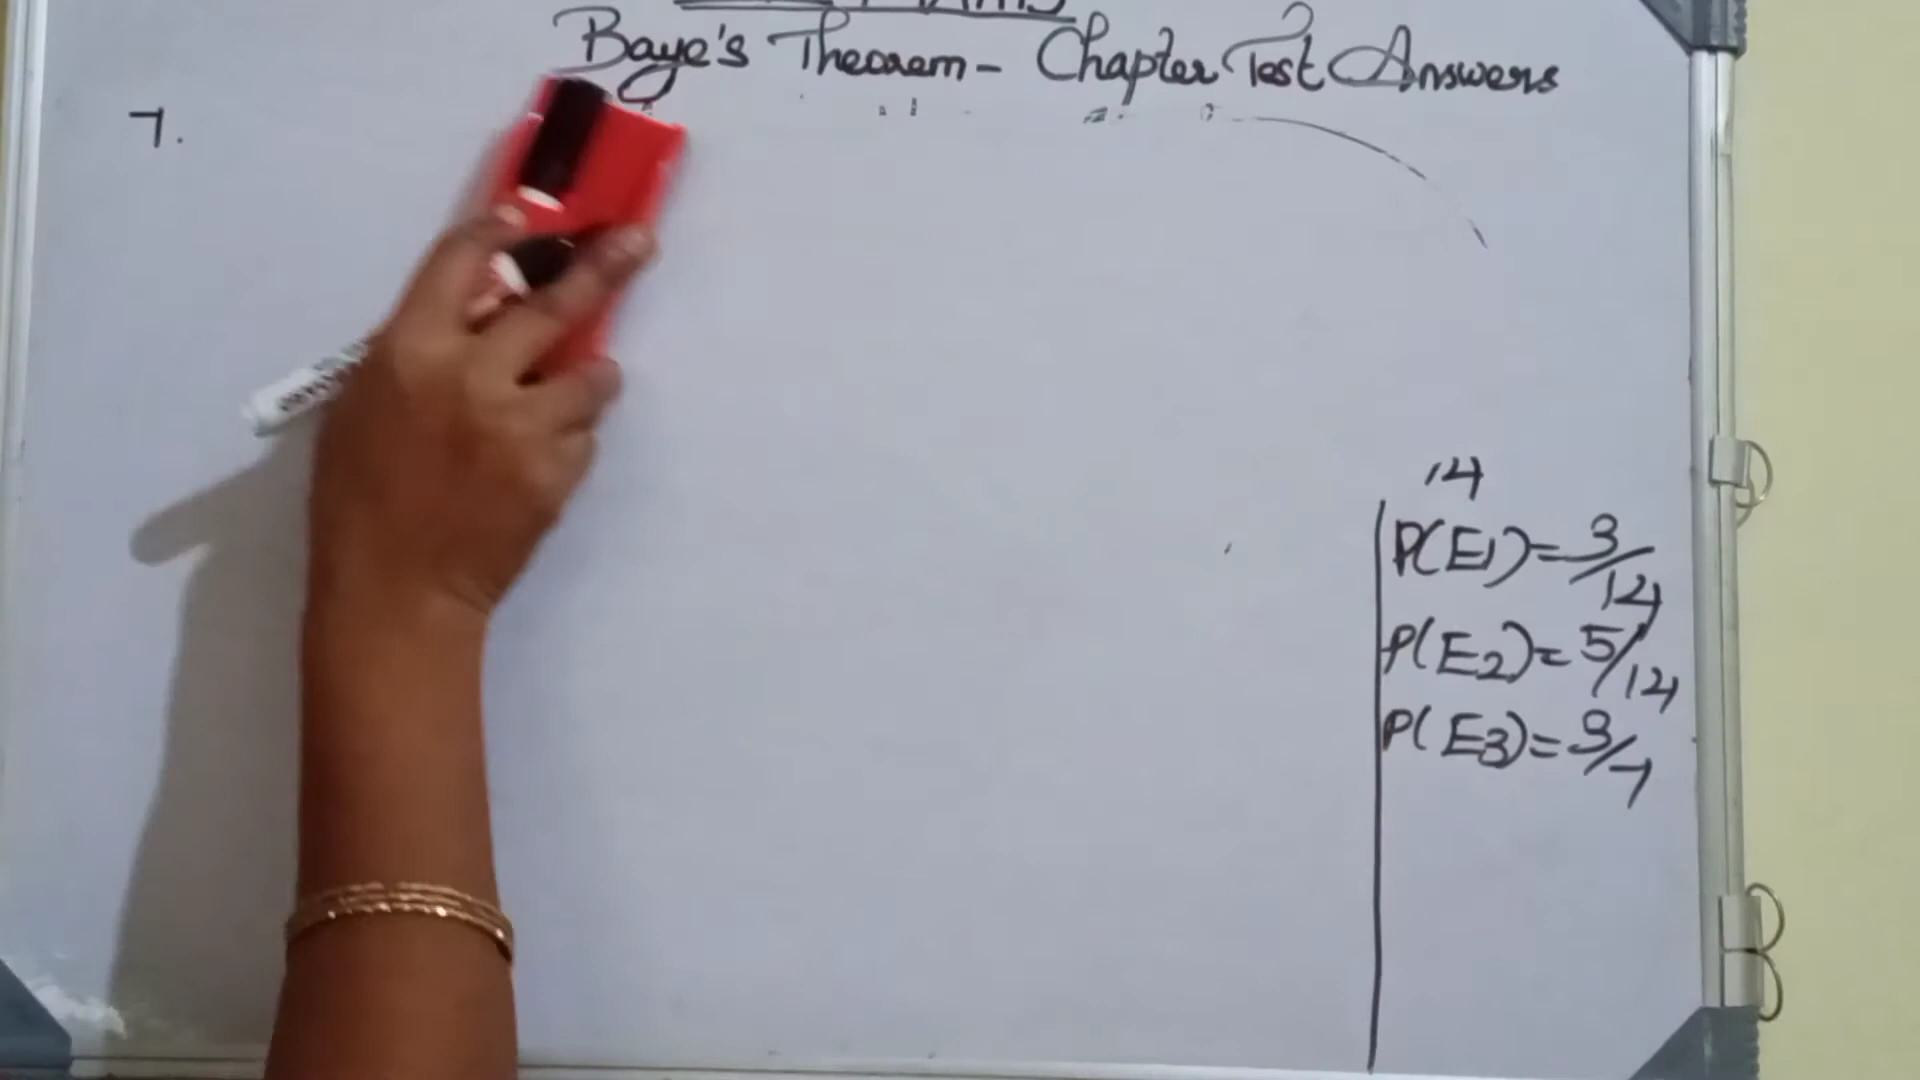 Baye's Theorem - Chapter Test Answers
7.
14
P(E1) = 3/14
P(E2) = 5/14
P(E3) = 3/7